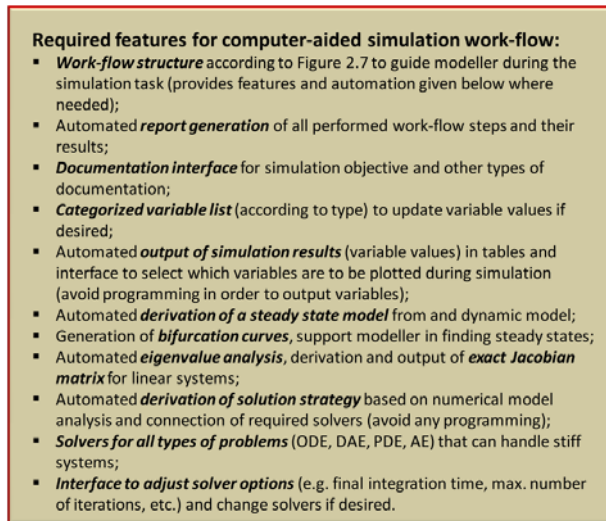 Required features for computer-aided simulation work-flow:
▪ Work-flow structure according to Figure 2.7 to guide modeller during the
simulation task (provides features and automation given below where
needed);
▪ Automated report generation of all performed work-flow steps and their
results;
▪ Documentation interface for simulation objective and other types of
documentation;
▪ Categorized variable list (according to type) to update variable values if
desired;
▪ Automated output of simulation results (variable values) in tables and
interface to select which variables are to be plotted during simulation
(avoid programming in order to output variables);
▪ Automated derivation of a steady state model from and dynamic model;
▪ Generation of bifurcation curves, support modeller in finding steady states;
▪ Automated eigenvalue analysis, derivation and output of exact Jacobian
matrix for linear systems;
▪ Automated derivation of solution strategy based on numerical model
analysis and connection of required solvers (avoid any programming);
▪ Solvers for all types of problems (ODE, DAE, PDE, AE) that can handle stiff
systems;
▪ Interface to adjust solver options (e.g. final integration time, max. number
of iterations, etc.) and change solvers if desired.